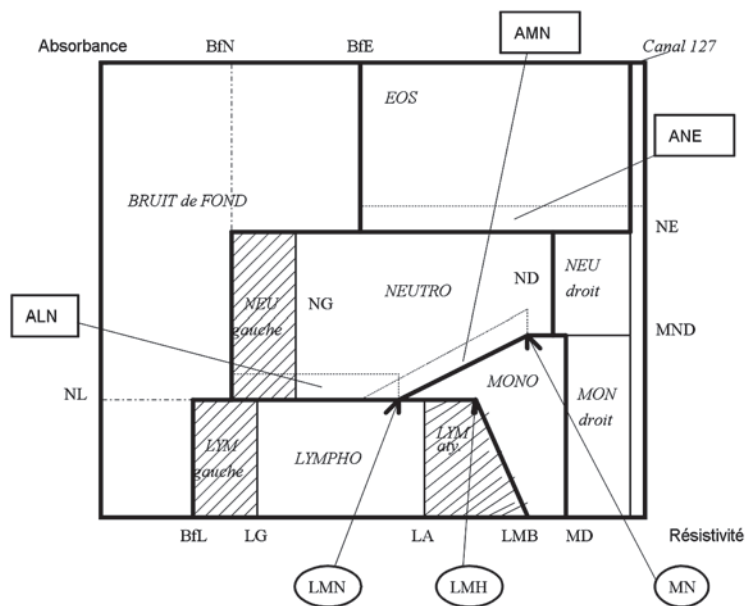 AMN
Absorbance
BfN
BfE
Canal 127
EOS
ANE
BRUIT de FOND
NE
NEU
droit
ND
NEUTRO
NG
NEU
gauche
ALN
MND
NL
MONO
MON
droit
LYM
gauche
LYMPHO
LYM
aty.
BfL
LG
LA
LMB
MD
Résistivité
LMN
LMH
MN